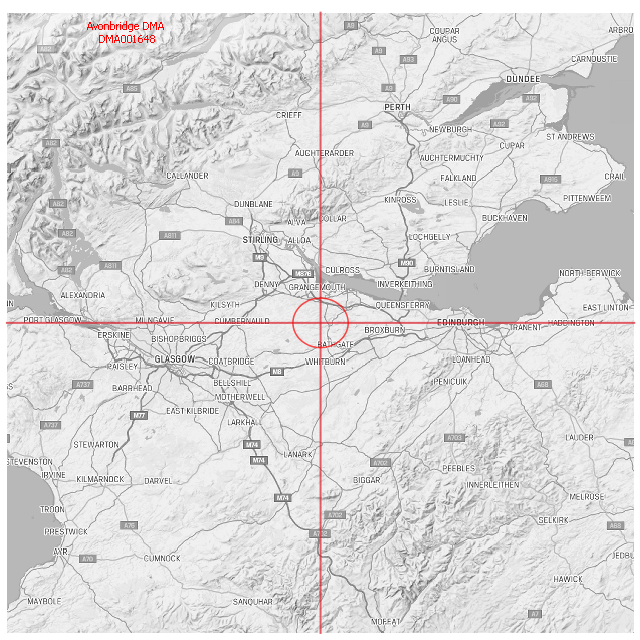 Avonbridge DMA
DMA001648
A9
COUPAR
ANGUS
ARBRO
A82
A9
A93
CARNOUSTIE
DUNDEE
A85
A9
A90
A92
PERTH
CRIEFF
A9
NEWBURGH
A92
ST ANDREWS
A82
CUPAR
AUCHTERARDER
AUCHTERMUCHTY
CALLANDER
A9
FALKLAND
A915
CRAIL
A82
DUNBLANE
KINROSS
LESLIE
PITTENWEEM
A84
ALVA
DOLLAR
BUCKHAVEN
A82
A811
STIRLING
ALLOA
LOCHGELLY
M9
A82
A811
M876
CULROSS
M90
BURNTISLAND
NORTH BERWICK
DENNY
GRANGEMOUTH
INVERKEITHING
ALEXANDRIA
IN
KILSYTH
QUEENSFERRY
EAST LINTON
PORT GLASGOW
MILNGAVIE
CUMBERNAULD
EDINBURGH
HADDINGTON
ERSKINE
BISHOPBRIGGS
BROXBURN
TRANENT
BATHGATE
GLASGOW
COATBRIDGE
WHITBURN
LOANHEAD
PAISLEY
M8
A737
BARRHEAD
BELLSHILL
PENICUIK
A68
MOTHERWELL
M77
EAST KILBRIDE
A737
LARKHALL
A703
LAUDER
STEWARTON
M74
LANARK
STEVENSTON
M74
A702
PEEBLES
IRVINE
KILMARNOCK
DARVEL
BIGGAR
INNERLEITHEN
M74
MELROSE
TROON
A702
SELKIRK
A76
A68
PRESTWICK
A702
AYR
A70
CUMNOCK
JEDBU
HAWICK
MAYBOLE
SANQUHAR
A7
MOFFAT